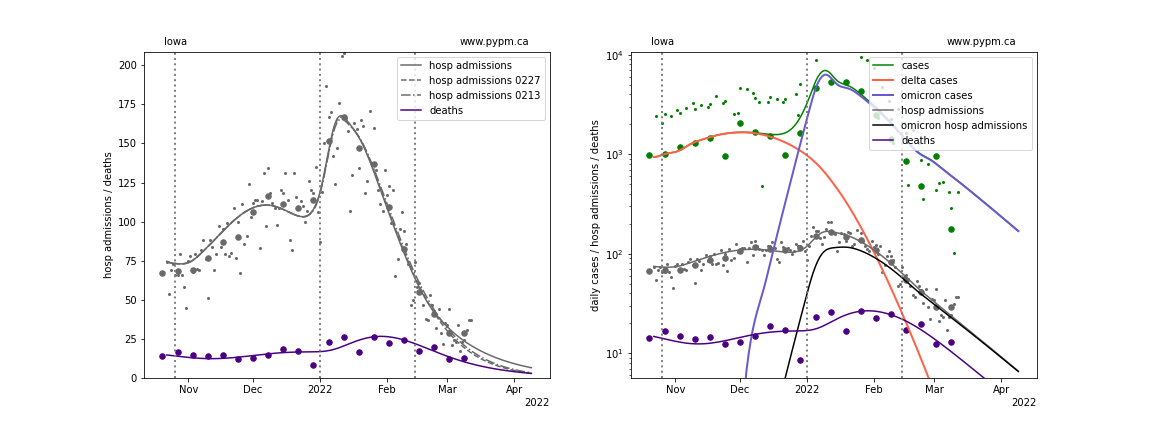 Iowa
www.pypm.ca
hosp admissions
hosp admissions 0227
hosp admissions 0213
deaths
hosp admissions / deaths
200
175
150
125
100
75
50
25
0
Nov
Dec
2022
Feb
Mar
Apr
2022
Iowa
www.pypm.ca
cases
delta cases
omicron cases
hosp admissions
omicron hosp admissions
deaths
daily cases / hosp admissions / deaths
10⁴
10³
10²
10¹
Nov
Dec
2022
Feb
Mar
Apr
2022